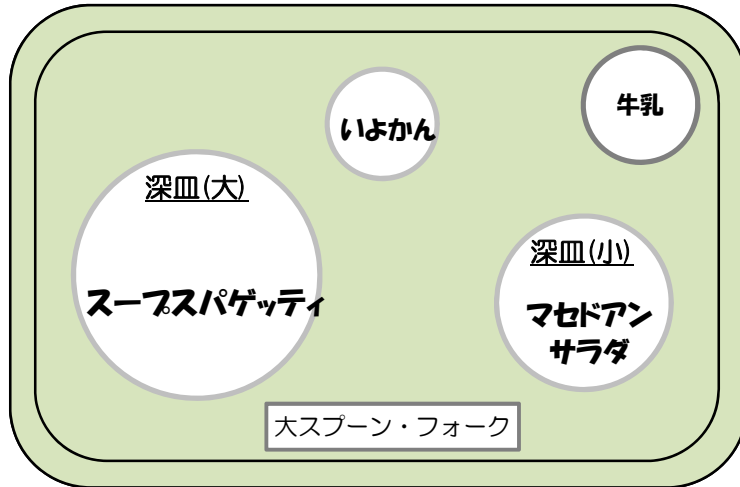 牛乳
いよかん
深皿(大)
スープスパゲッティ
深皿(小)
マセドアン
サラダ
大スプーン・フォーク